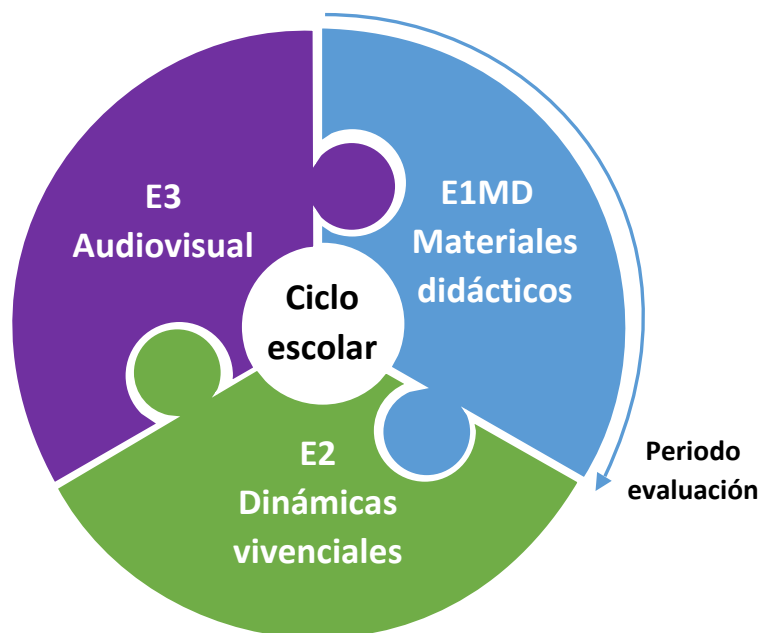 E3
Audiovisual
E1MD
Materiales
didácticos
Ciclo
escolar
E2
Dinámicas
vivenciales
Periodo
evaluación